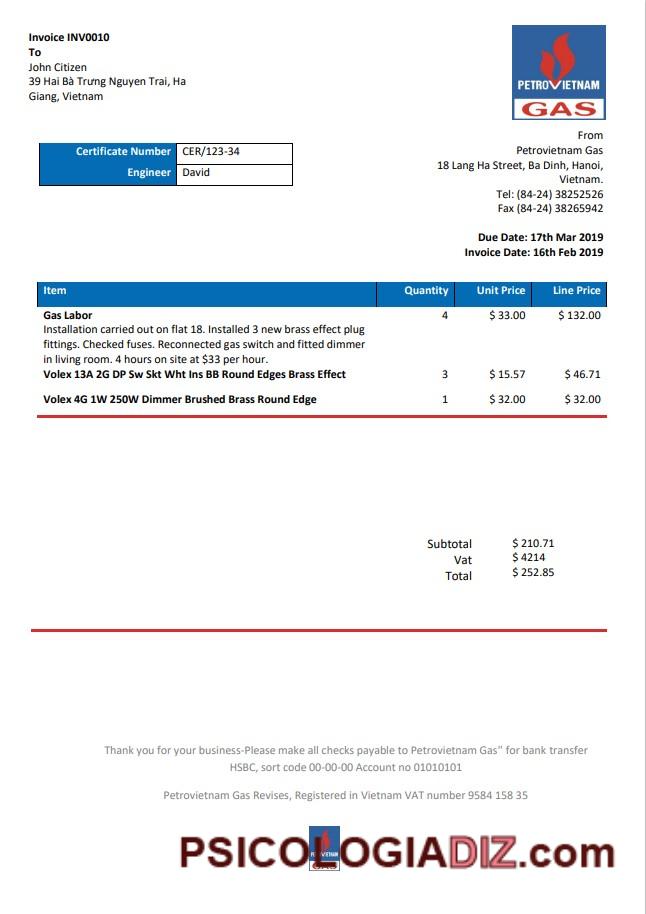 Invoice INV0010
To
John Citizen
39 Hai Bà Trưng Nguyen Trai, Ha
Giang, Vietnam
PETROVIETNAM
GAS
From
Petrovietnam Gas
18 Lang Ha Street, Ba Dinh, Hanoi,
Vietnam.
Tel: (84-24) 38252526
Fax (84-24) 38265942
Certificate Number CER/123-34
Engineer David
Due Date: 17th Mar 2019
Invoice Date: 16th Feb 2019
Item Quantity Unit Price Line Price
Gas Labor 4 $ 33.00 $ 132.00
Installation carried out on flat 18. Installed 3 new brass effect plug
fittings. Checked fuses. Reconnected gas switch and fitted dimmer
in living room. 4 hours on site at $33 per hour.
Volex 13A 2G DP Sw Skt Wht Ins BB Round Edges Brass Effect 3 $ 15.57 $ 46.71
Volex 4G 1W 250W Dimmer Brushed Brass Round Edge 1 $ 32.00 $ 32.00
Subtotal $ 210.71
Vat $ 4214
Total $ 252.85
Thank you for your business-Please make all checks payable to Petrovietnam Gas" for bank transfer
HSBC, sort code 00-00-00 Account no 01010101
Petrovietnam Gas Revises, Registered in Vietnam VAT number 9584 158 35
PSICOLOGIADIZ.com